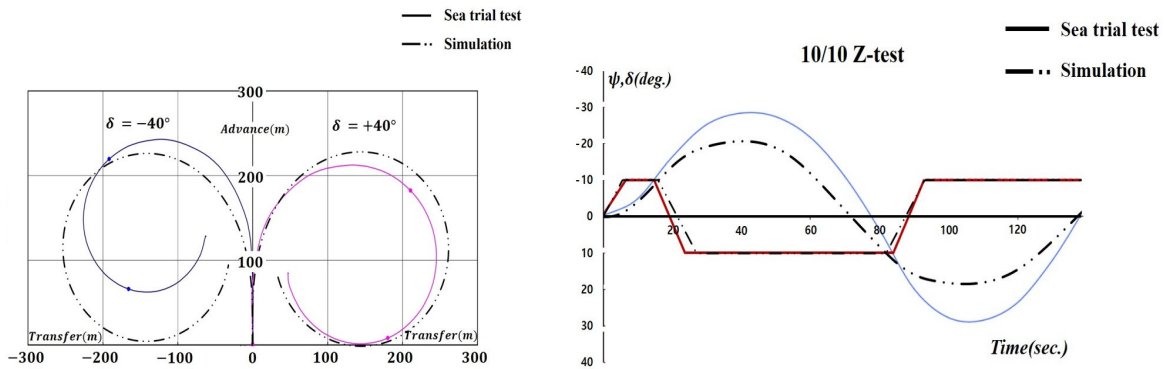 Sea trial test
Simulation
300
δ = −40°
Advance(m)
δ = +40°
200
100
Transfer(m)
Transfer(m)
−300
−200
−100
0
100
200
300
Sea trial test
Simulation
10/10 Z-test
-40
ψ,δ(deg.)
-30
-20
-10
0
20
40
60
80
100
120
10
20
30
40
Time(sec.)